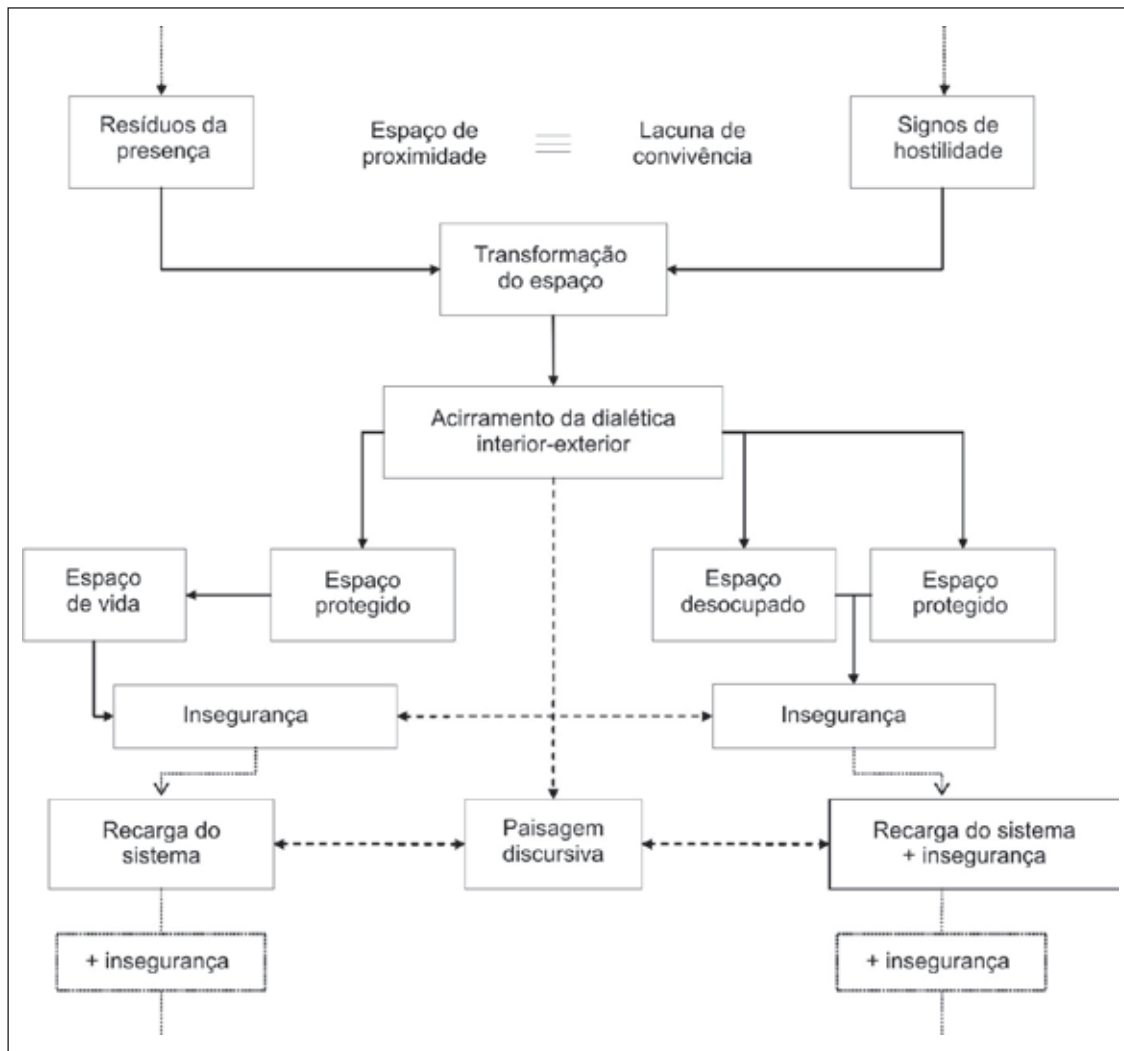 Resíduos da
presença
Espaço de
proximidade
Lacuna de
convivência
Signos de
hostilidade
Transformação
do espaço
Acirramento da dialética
interior-exterior
Espaço
de vida
Espaço
protegido
Espaço
desocupado
Espaço
protegido
Insegurança
Insegurança
Recarga do
sistema
Paisagem
discursiva
Recarga do sistema
+ insegurança
+ insegurança
+ insegurança